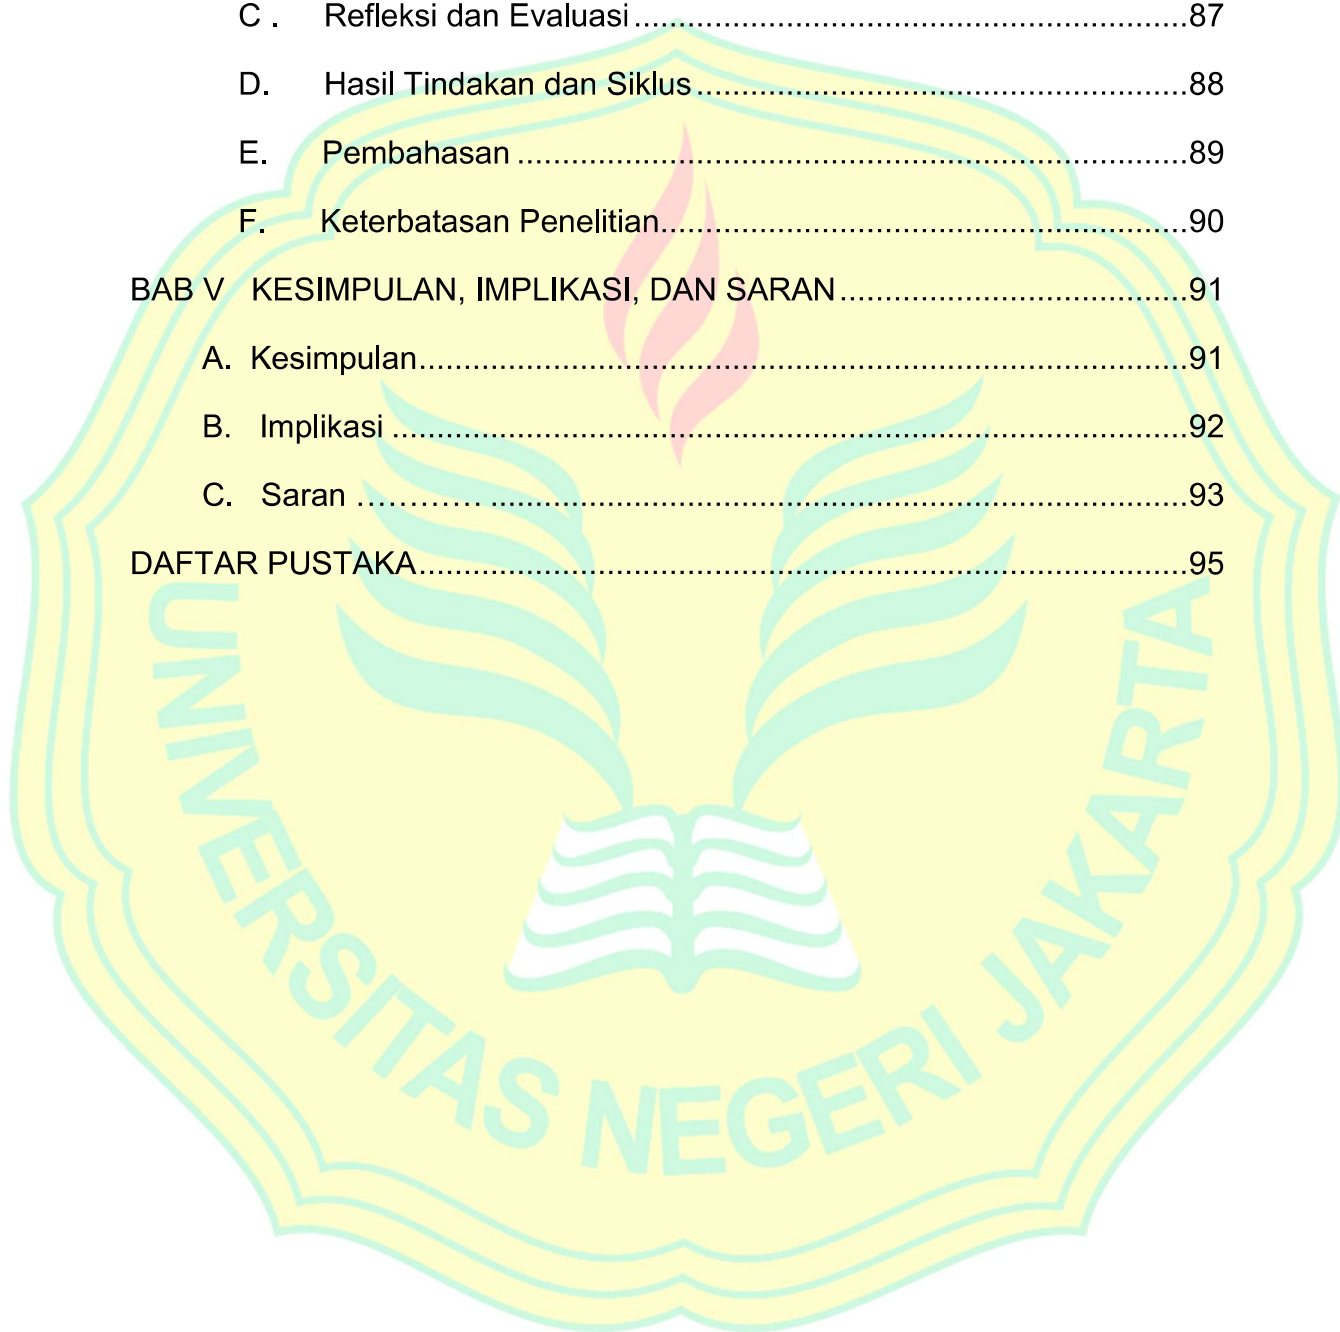 C . Refleksi dan Evaluasi...............................................................87
D. Hasil Tindakan dan Siklus........................................................88
E. Pembahasan ............................................................................89
F. Keterbatasan Penelitian............................................................90
BAB V KESIMPULAN, IMPLIKASI, DAN SARAN.......................................91
A. Kesimpulan.....................................................................................91
B. Implikasi ........................................................................................92
C. Saran …………. .............................................................................93
DAFTAR PUSTAKA.....................................................................................95
UNIVERSITAS NEGERI JAKARTA